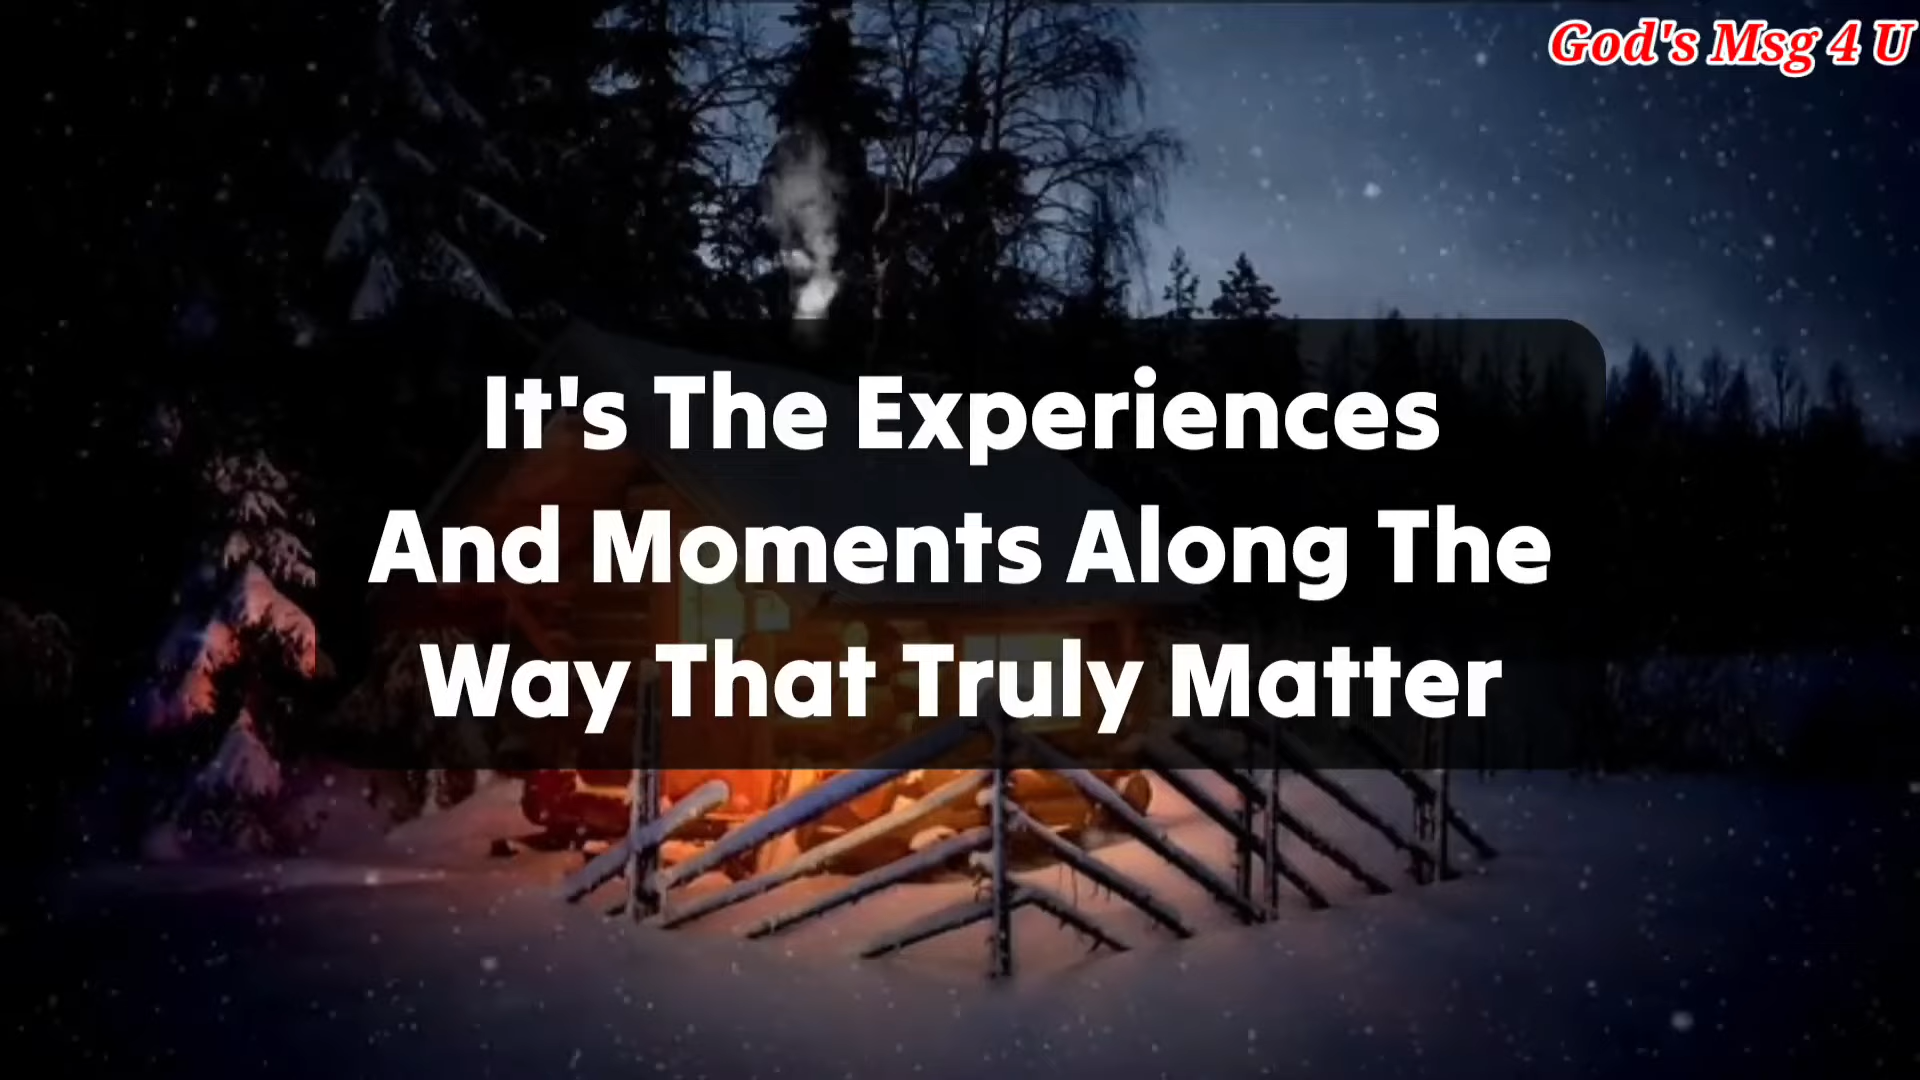 God's Msg 4 U
It's The Experiences
And Moments Along The
Way That Truly Matter